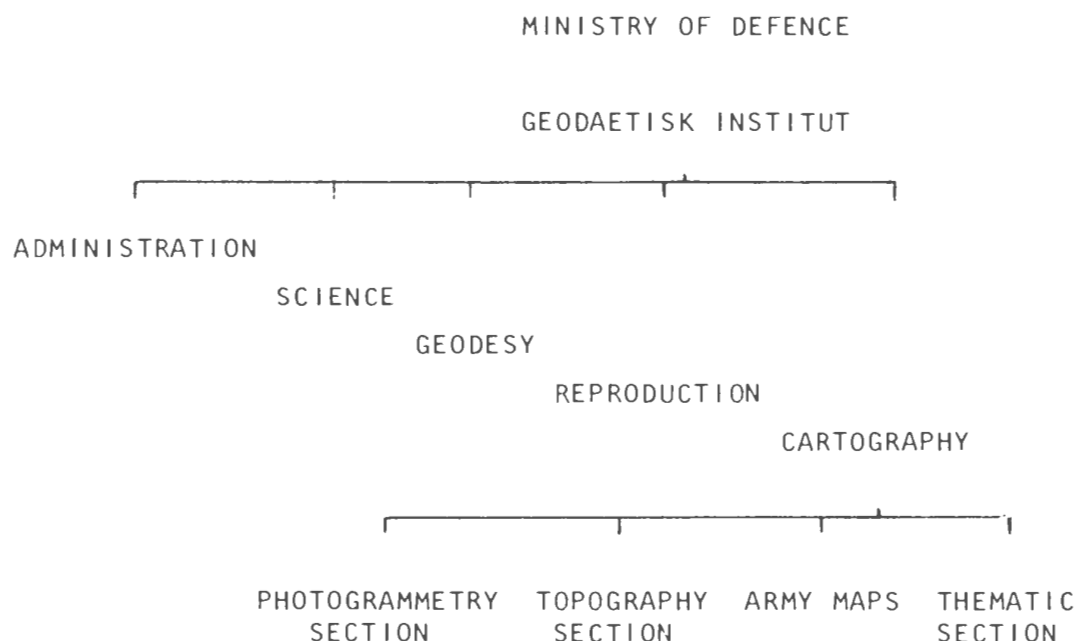 MINISTRY OF DEFENCE
GEODAETISK INSTITUT
ADMINISTRATION
SCIENCE
GEODESY
REPRODUCTION
CARTOGRAPHY
PHOTOGRAMMETRY SECTION
TOPOGRAPHY SECTION
ARMY MAPS
THEMATIC SECTION